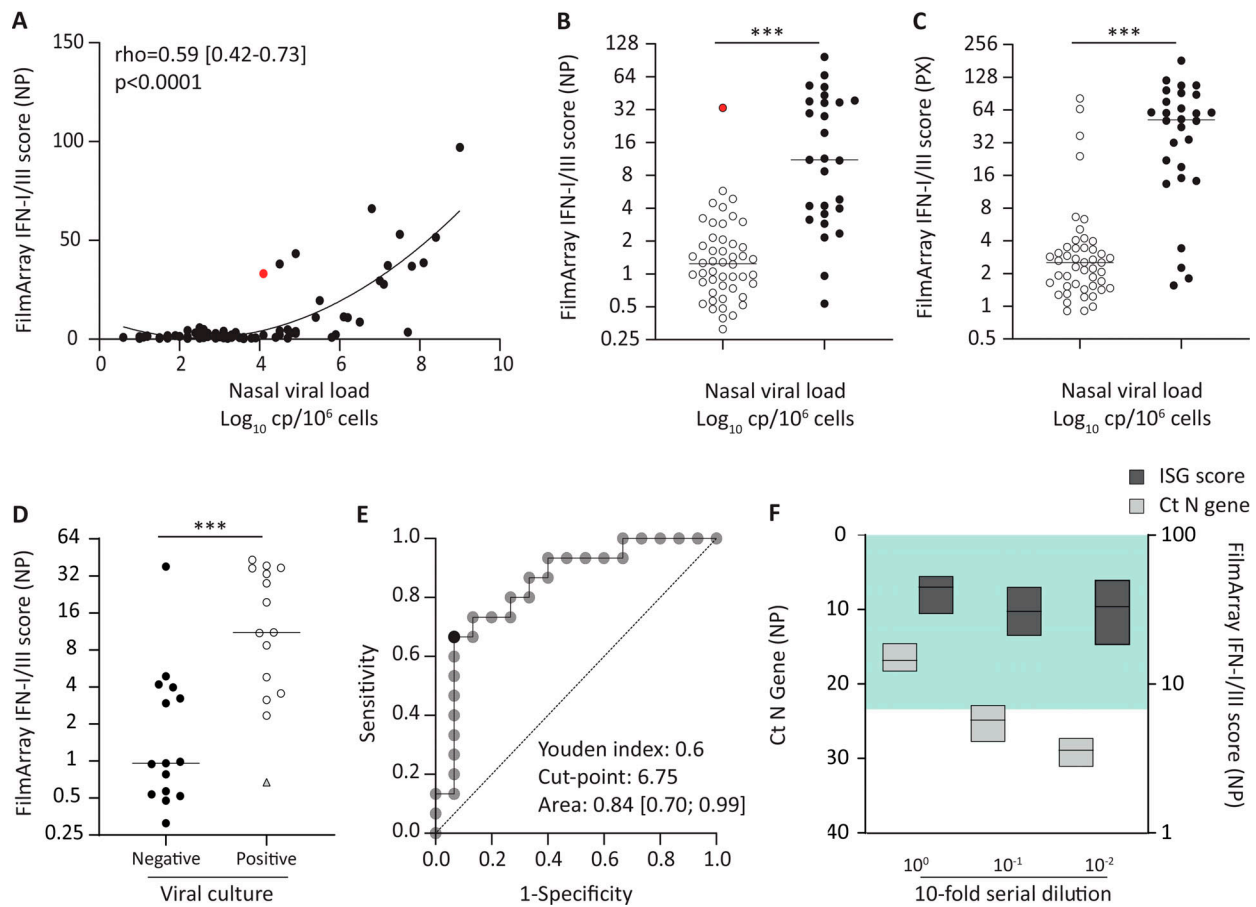 A
FilmArray IFN-I/III score (NP)
150
100
50
0
rho=0.59 [0.42-0.73]
p<0.0001
0 2 4 6 8 10
Nasal viral load
Log₁₀ cp/10⁶ cells
B
***
FilmArray IFN-I/III score (NP)
128
64
32
16
8
4
2
1
0.5
0.25
Nasal viral load
Log₁₀ cp/10⁶ cells
C
***
FilmArray IFN-I/III score (PX)
256
128
64
32
16
8
4
2
1
0.5
Nasal viral load
Log₁₀ cp/10⁶ cells
D
***
FilmArray IFN-I/III score (NP)
64
32
16
8
4
2
1
0.5
0.25
Negative Positive
Viral culture
E
Sensitivity
1.0
0.8
0.6
0.4
0.2
0.0
Youden index: 0.6
Cut-point: 6.75
Area: 0.84 [0.70; 0.99]
0.0 0.2 0.4 0.6 0.8 1.0
1-Specificity
ISG score
Ct N gene
F
Ct N Gene (NP)
0
10
20
30
40
100
10
1
FilmArray IFN-I/III score
(NP)
10⁰ 10⁻¹ 10⁻²
10-fold serial dilution